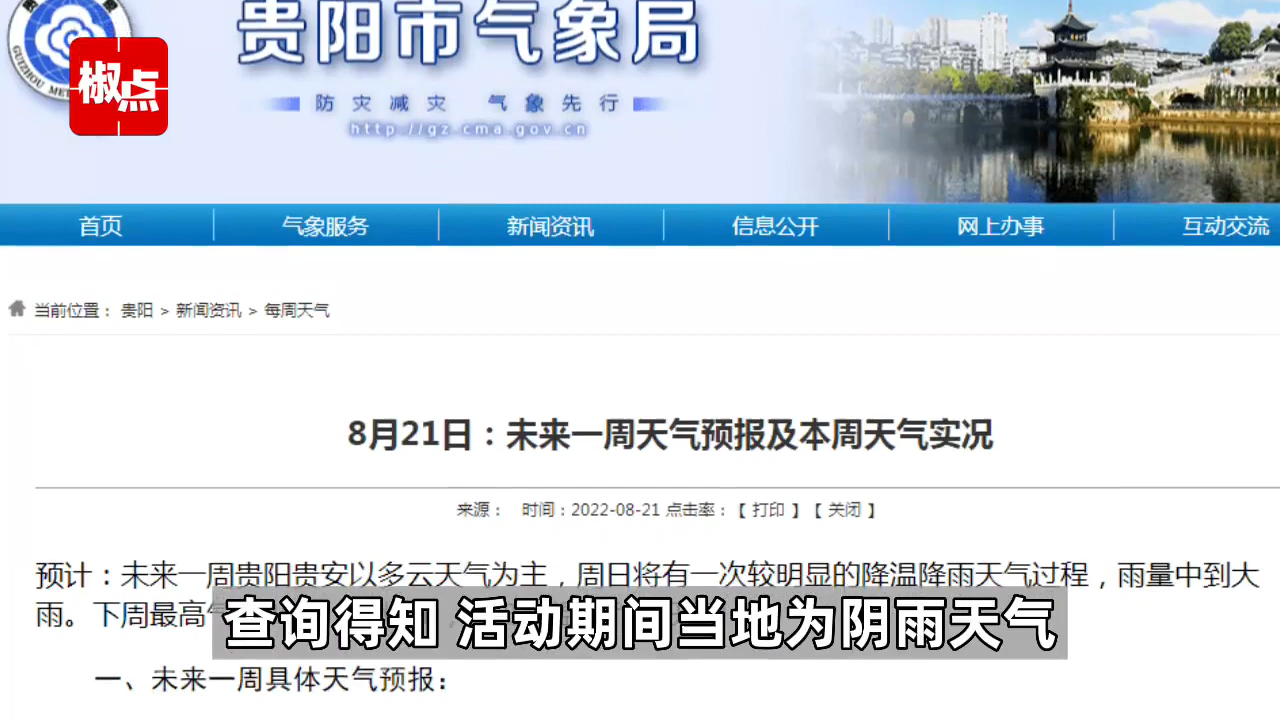 贵阳市气象局
GUIZHOU MET
椒点
防灾减灾 气象先行
http://gz.cma.gov.cn
首页 气象服务 新闻资讯 信息公开 网上办事 互动交流
当前位置： 贵阳 > 新闻资讯 > 每周天气
8月21日：未来一周天气预报及本周天气实况
来源： 时间：2022-08-21 点击率：【 打印 】【 关闭 】
预计：未来一周贵阳贵安以多云天气为主，周日将有一次较明显的降温降雨天气过程，雨量中到大
雨。下周最高气
查询得知 活动期间当地为阴雨天气
一、未来一周具体天气预报：